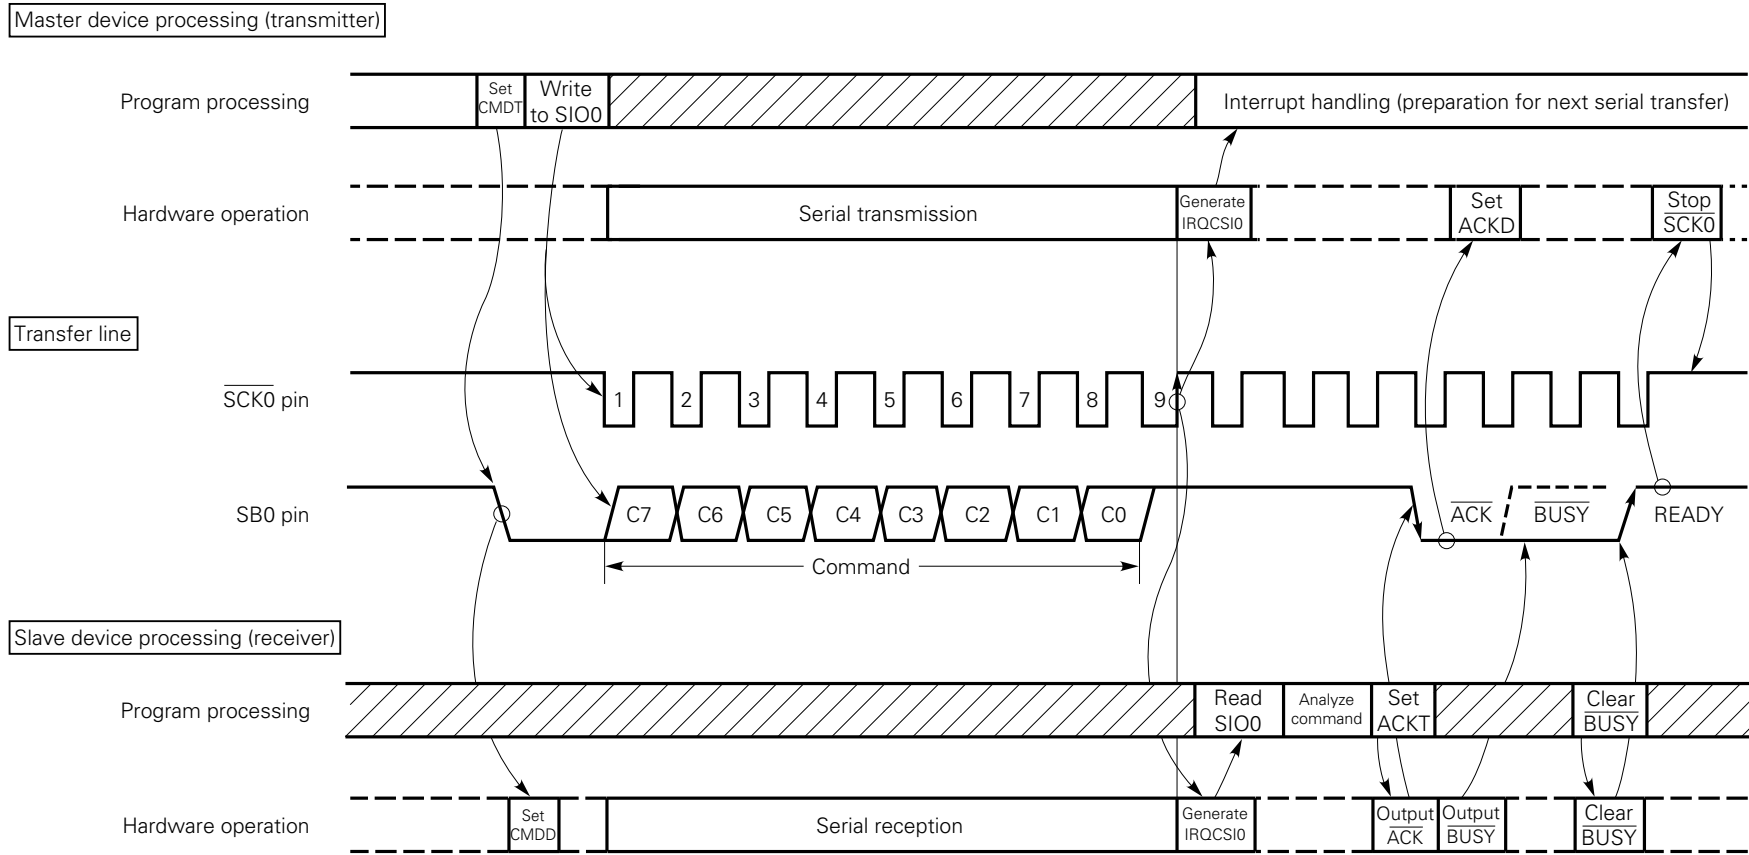 Master device processing (transmitter)
Program processing
Set
CMDT
Write
to SIO0
Interrupt handling (preparation for next serial transfer)
Hardware operation
Serial transmission
Generate
IRQCSI0
Set
ACKD
Stop
SCK0
Transfer line
SCK0 pin
1 2 3 4 5 6 7 8 9
SB0 pin
C7 C6 C5 C4 C3 C2 C1 C0
ACK BUSY READY
Command
Slave device processing (receiver)
Program processing
Read
SIO0
Analyze
command
Set
ACKT
Clear
BUSY
Hardware operation
Set
CMDD
Serial reception
Generate
IRQCSI0
Output
ACK
Output
BUSY
Clear
BUSY